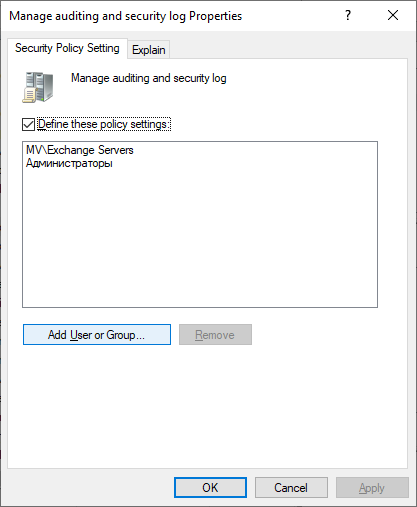 Manage auditing and security log Properties
? ×
Security Policy Setting
Explain
Manage auditing and security log
Define these policy settings:
MV\Exchange Servers
Администраторы
Add User or Group...
Remove
OK
Cancel
Apply